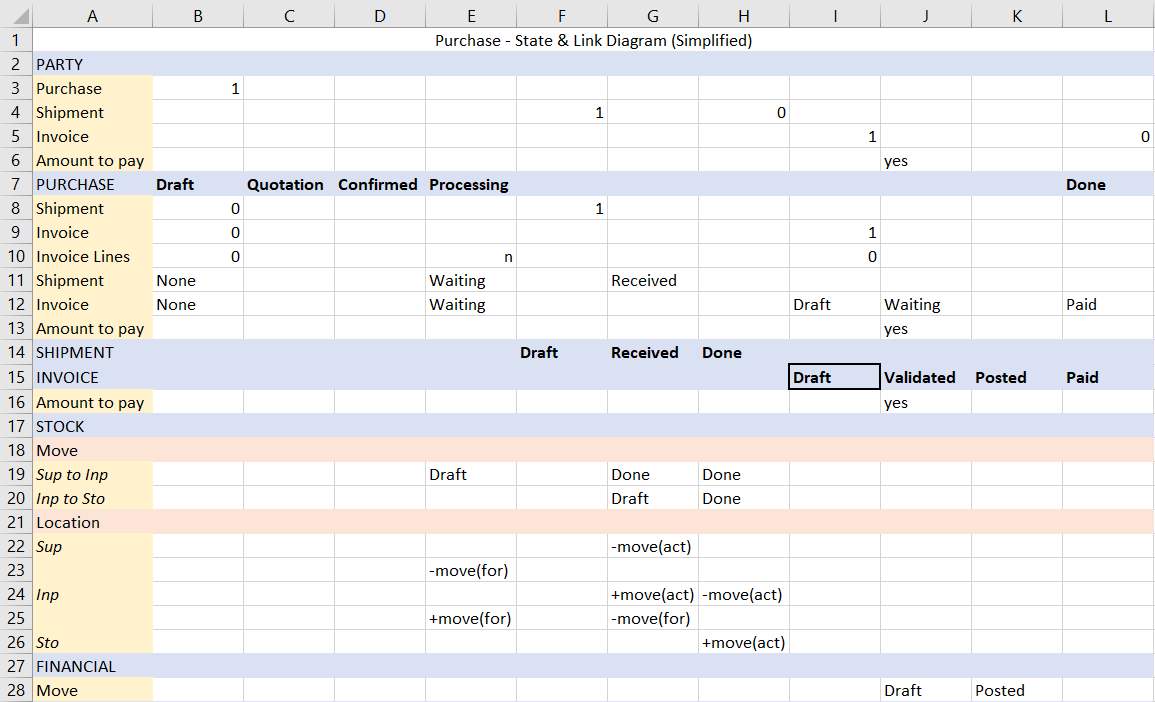 A B C D E F G H I J K L
1 Purchase - State & Link Diagram (Simplified)
2 PARTY
3 Purchase 1
4 Shipment 1 0
5 Invoice 1 0
6 Amount to pay yes
7 PURCHASE Draft Quotation Confirmed Processing Done
8 Shipment 0 1
9 Invoice 0 1
10 Invoice Lines 0 n 0
11 Shipment None Waiting Received
12 Invoice None Waiting Draft Waiting Paid
13 Amount to pay yes
14 SHIPMENT Draft Received Done
15 INVOICE Draft Validated Posted Paid
16 Amount to pay yes
17 STOCK
18 Move
19 Sup to Inp Draft Done Done
20 Inp to Sto Draft Done
21 Location
22 Sup -move(act)
23 -move(for)
24 Inp +move(act) -move(act)
25 +move(for) -move(for)
26 Sto +move(act)
27 FINANCIAL
28 Move Draft Posted